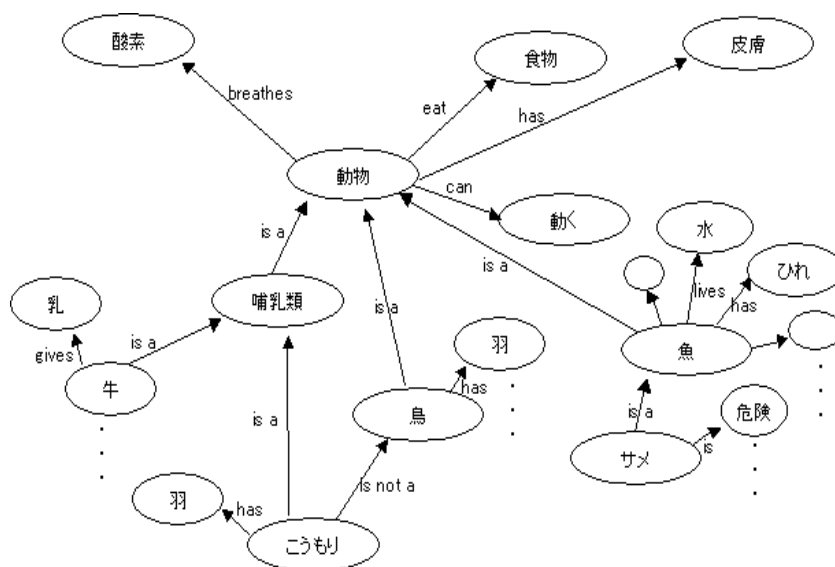 酸素
食物
皮膚
breathes
eat
has
動物
can
動く
水
is a
is a
ひれ
乳
哺乳類
lives
has
is a
羽
gives
is a
魚
牛
has
鳥
危険
is a
is a
サメ
is
羽
has
is not a
こうもり